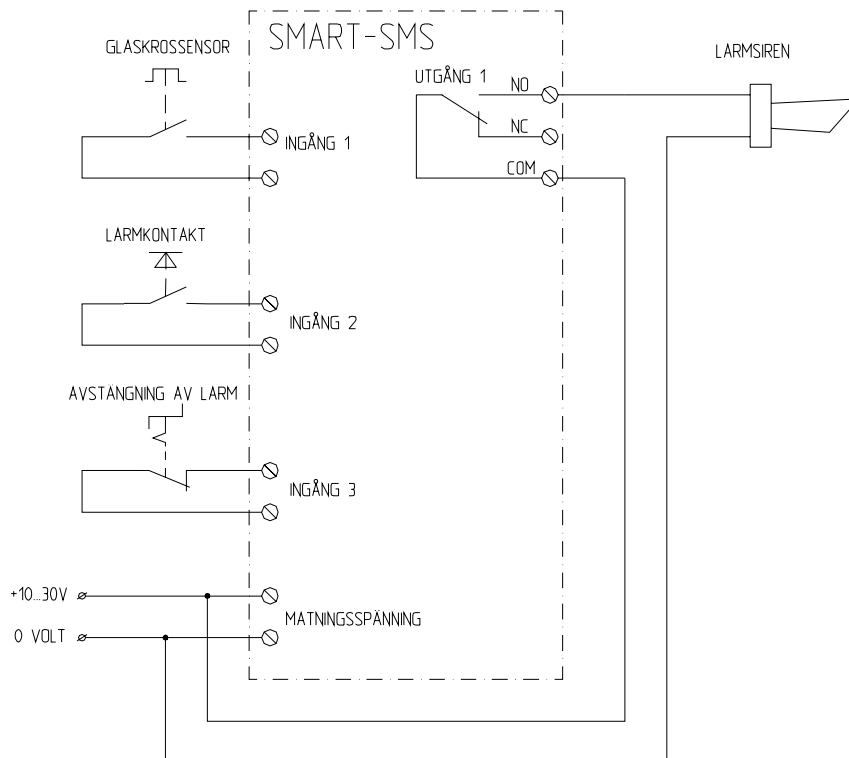 SMART-SMS
GLASKROSSENSOR
INGÅNG 1
LARMKONTAKT
INGÅNG 2
AVSTÄNGNING AV LARM
INGÅNG 3
+10...30V
0 VOLT
MATNINGSSPÄNNING
UTGÅNG 1
NO
NC
COM
LARMSIREN